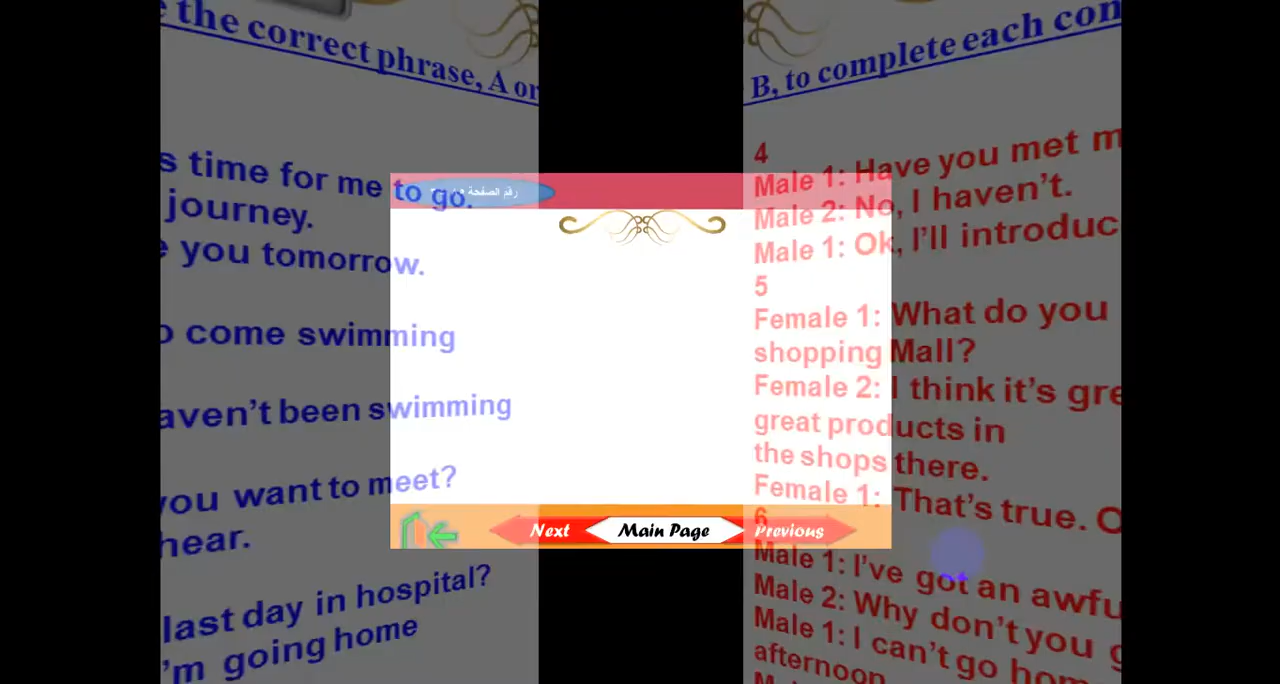 e the correct phrase, A or
s time for me to go.
journey.
e you tomorrow.
o come swimming
aven't been swimming
you want to meet?
hear.
last day in hospital?
'm going home
B, to complete each con
4
Male 1: Have you met m
Male 2: No, I haven't.
Male 1: Ok, I'll introduc
5
Female 1: What do you
shopping Mall?
Female 2: I think it's gre
great products in
the shops there.
Female 1: That's true. O
6
Male 1: I've got an awfu
Male 2: Why don't you g
Male 1: I can't go hom
afternoon
رقم الصفحة
Next
Main Page
Previous